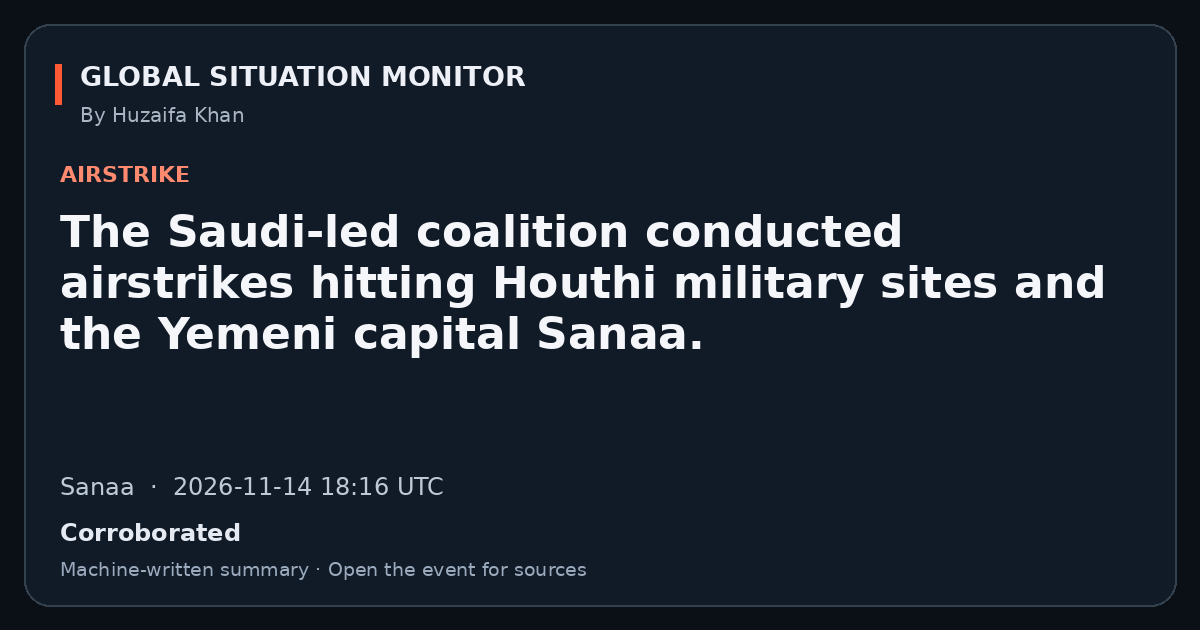 GLOBAL SITUATION MONITOR
By Huzaifa Khan
AIRSTRIKE
The Saudi-led coalition conducted
airstrikes hitting Houthi military sites and
the Yemeni capital Sanaa.
Sanaa · 2026-11-14 18:16 UTC
Corroborated
Machine-written summary · Open the event for sources